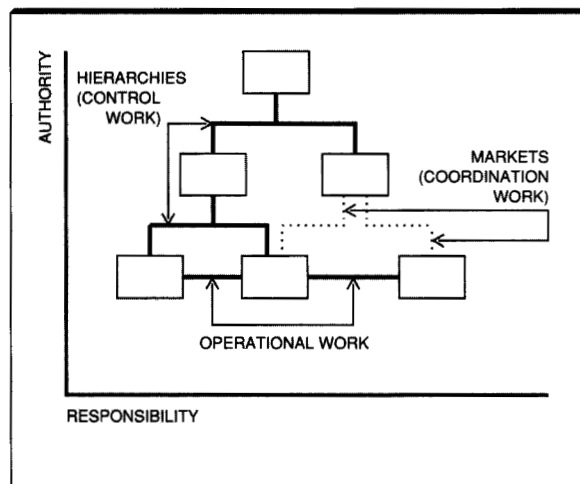 AUTHORITY
HIERARCHIES
(CONTROL
WORK)
MARKETS
(COORDINATION
WORK)
OPERATIONAL WORK
RESPONSIBILITY